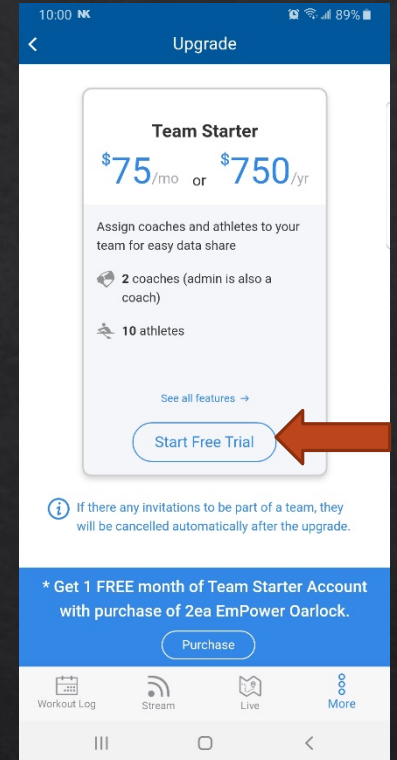 10:00 NK 89%
Upgrade
Team Starter
$75/mo or $750/yr
Assign coaches and athletes to your
team for easy data share
2 coaches (admin is also a
coach)
10 athletes
See all features →
Start Free Trial
If there any invitations to be part of a team, they
will be cancelled automatically after the upgrade.
* Get 1 FREE month of Team Starter Account
with purchase of 2ea EmPower Oarlock.
Purchase
Workout Log Stream Live More